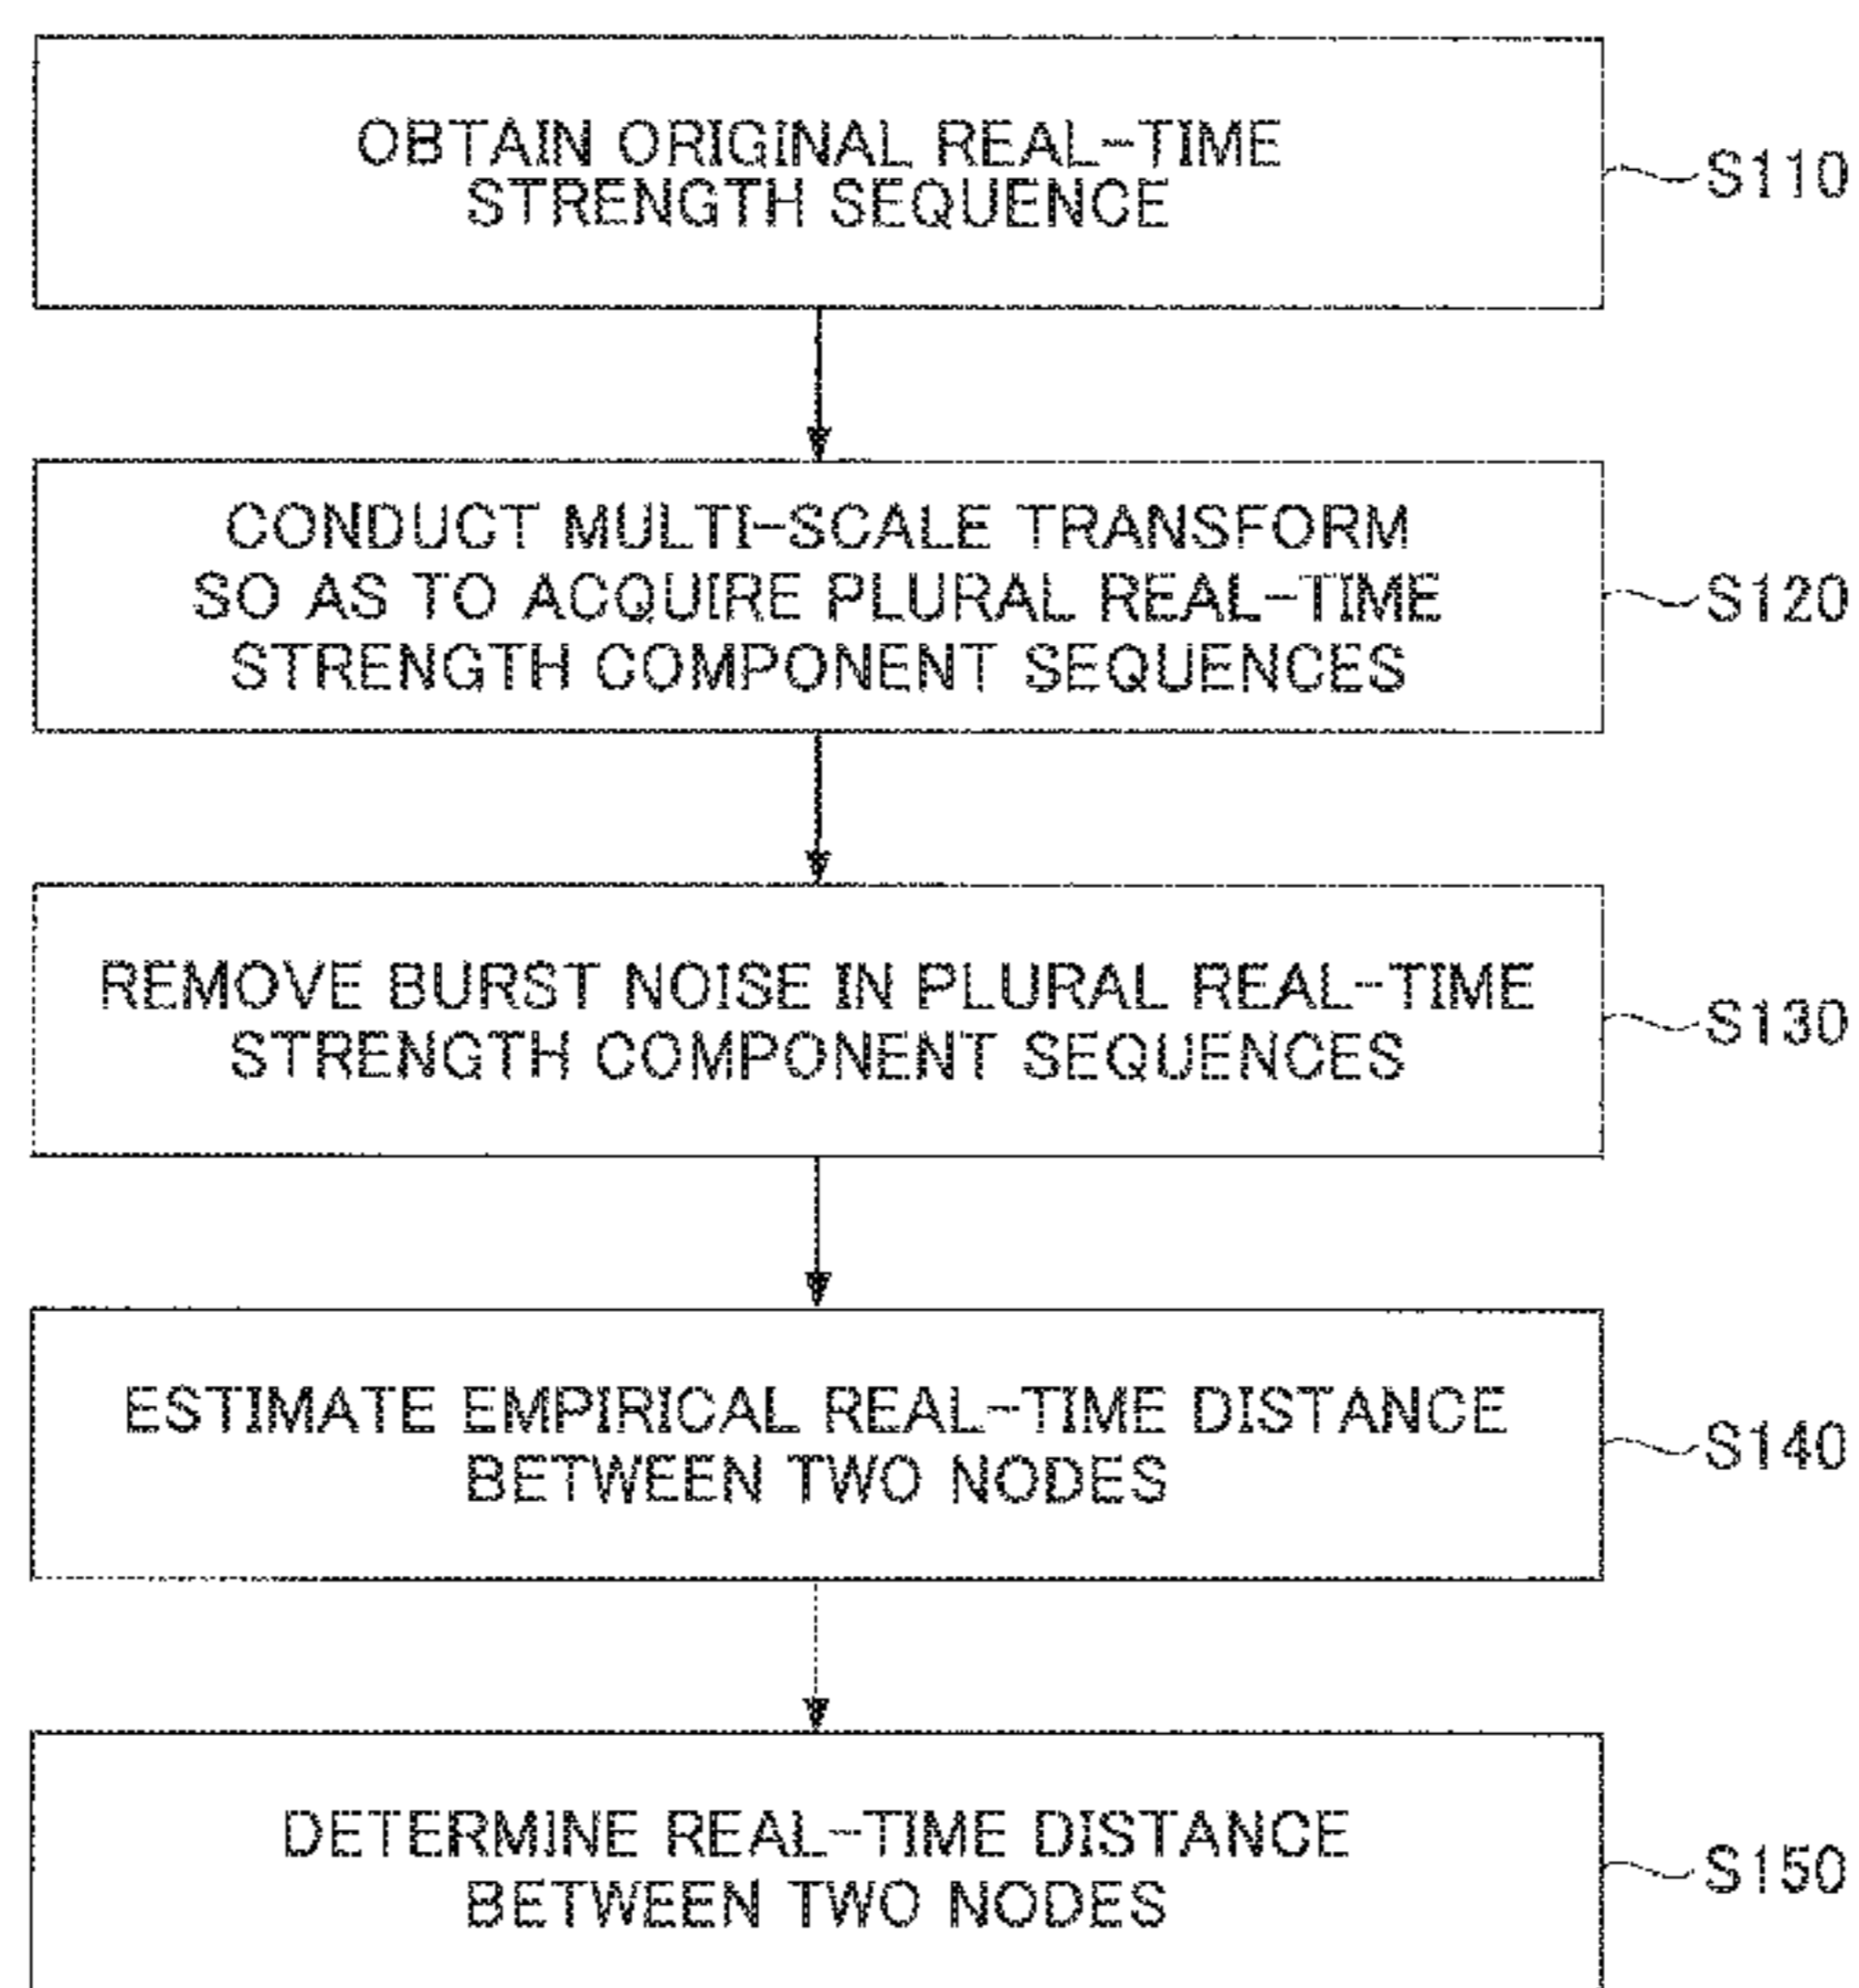 OBTAIN ORIGINAL REAL-TIME
STRENGTH SEQUENCE
S110
CONDUCT MULTI-SCALE TRANSFORM
SO AS TO ACQUIRE PLURAL REAL-TIME
STRENGTH COMPONENT SEQUENCES
S120
REMOVE BURST NOISE IN PLURAL REAL-TIME
STRENGTH COMPONENT SEQUENCES
S130
ESTIMATE EMPIRICAL REAL-TIME DISTANCE
BETWEEN TWO NODES
S140
DETERMINE REAL-TIME DISTANCE
BETWEEN TWO NODES
S150